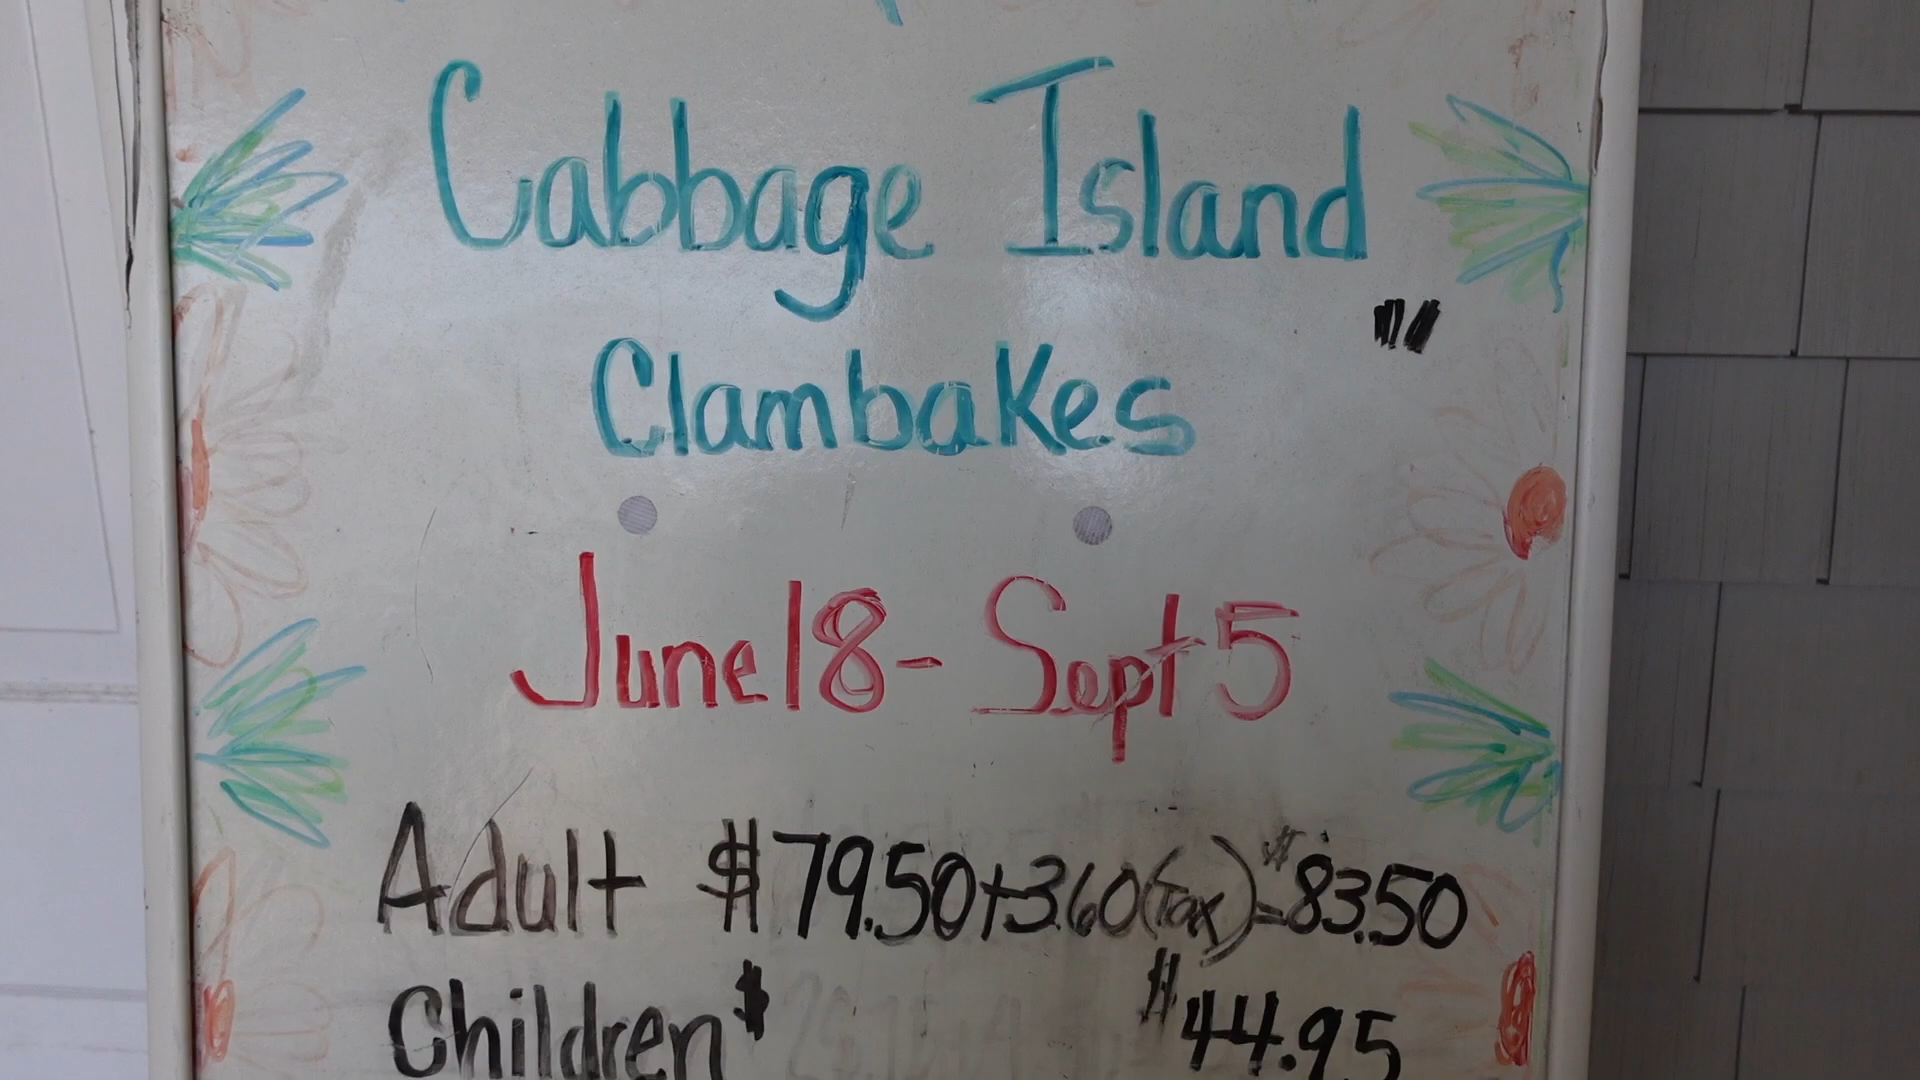 Cabbage Island
Clambakes
June 18 - Sept 5
Adult $79.50+3.60(Tax)=$83.50
Children $ $44.95